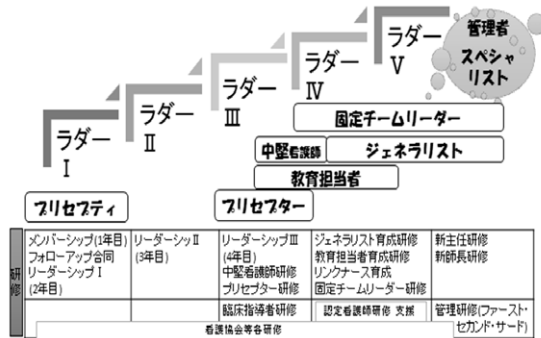 管理者
スペシャ
リスト
ラダー
Ⅴ
ラダー
Ⅳ
ラダー
Ⅲ
ラダー
Ⅱ
ラダー
Ⅰ
固定チームリーダー
中堅看護師
ジェネラリスト
教育担当者
プリセプティ
プリセプター
研修
メンバーシップ(1年目)
フォローアップ合同
リーダーシップⅠ
(2年目)
リーダーシッⅡ
(3年目)
リーダーシップⅢ
(4年目)
中堅看護師研修
プリセプター研修
ジェネラリスト育成研修
教育担当者育成研修
リンクナース育成
固定チームリーダー研修
新主任研修
新師長研修
臨床指導者研修
認定看護師研修 支援
管理研修(ファースト・
セカンド・サード)
看護協会等各研修